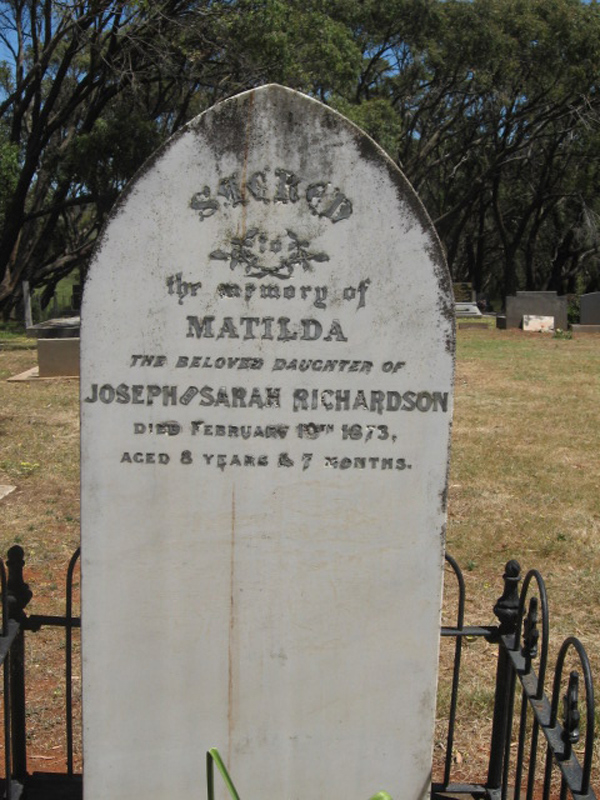 SACRED
to
the memory of
MATILDA
THE BELOVED DAUGHTER OF
JOSEPH AND SARAH RICHARDSON
DIED FEBRUARY 19TH 1873,
AGED 8 YEARS & 7 MONTHS.